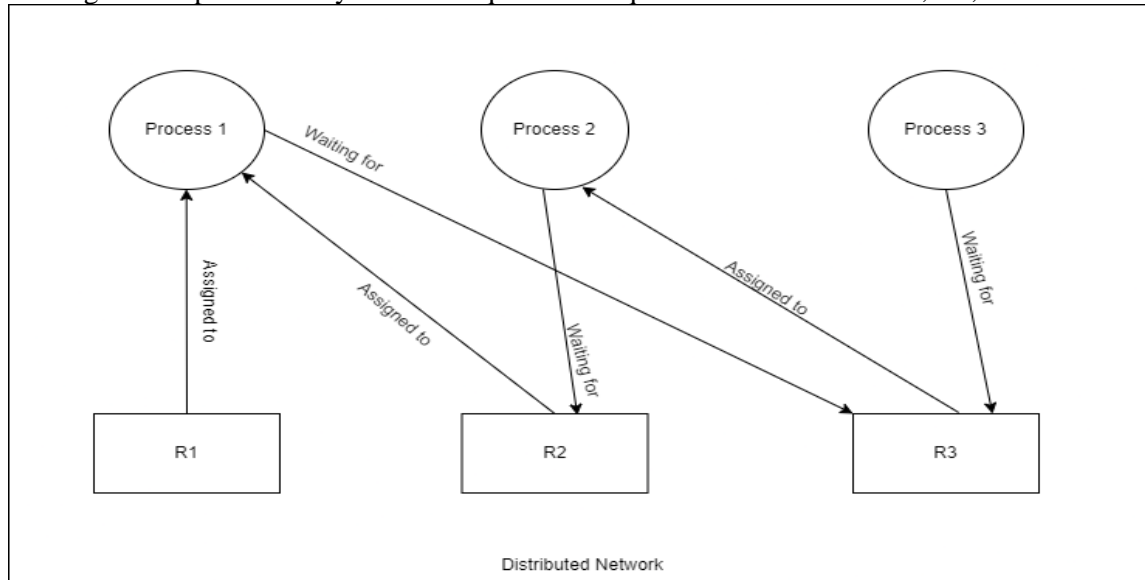 Process 1
Process 2
Process 3
Waiting for
Waiting for
Assigned to
Assigned to
Assigned to
Waiting for
R1
R2
R3
Distributed Network